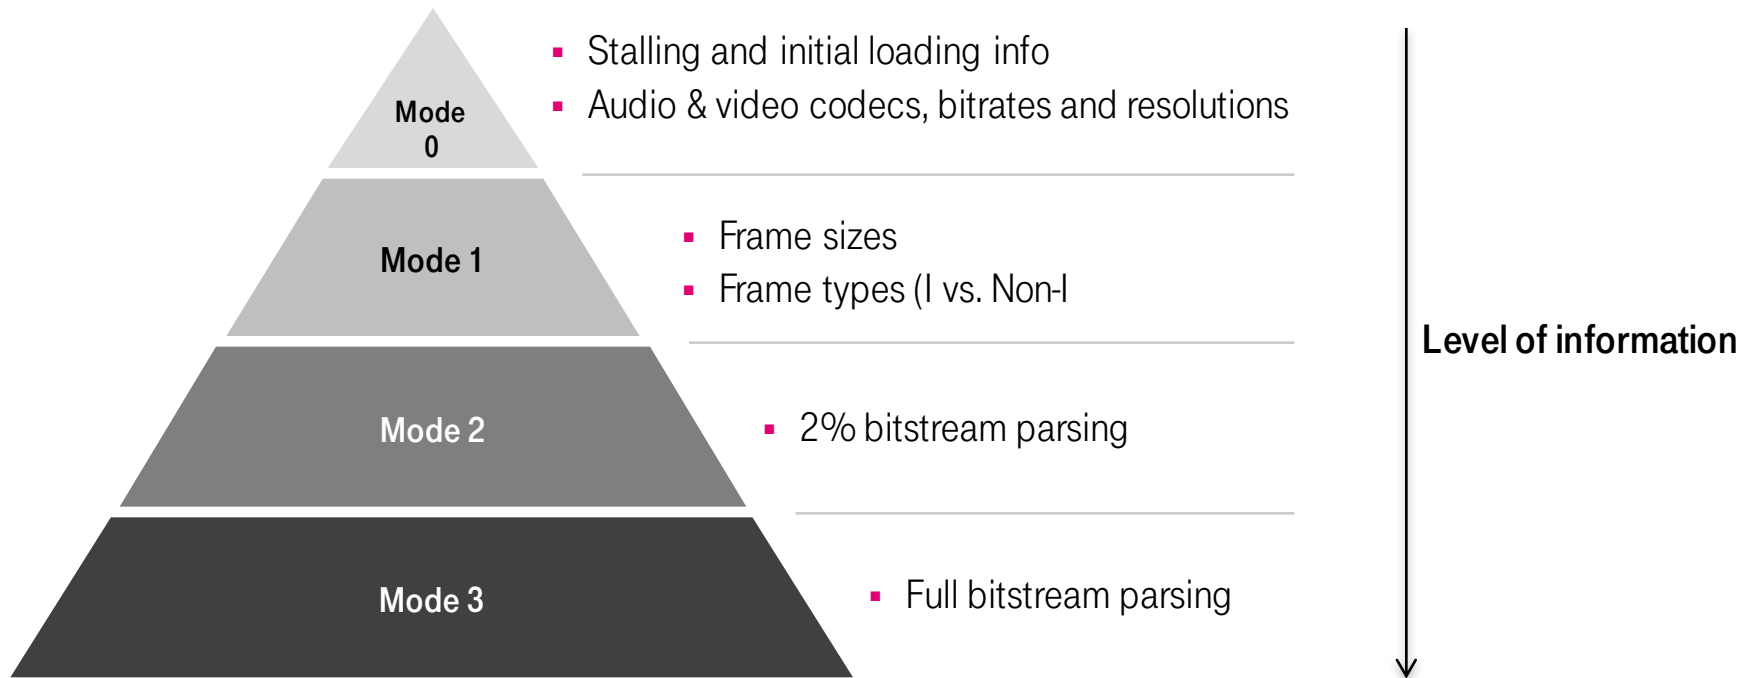 Stalling and initial loading info
Audio & video codecs, bitrates and resolutions
Mode
0
Frame sizes
Mode 1
Frame types (I vs. Non-I
Level of information
Mode 2
2% bitstream parsing
Mode 3
Full bitstream parsing